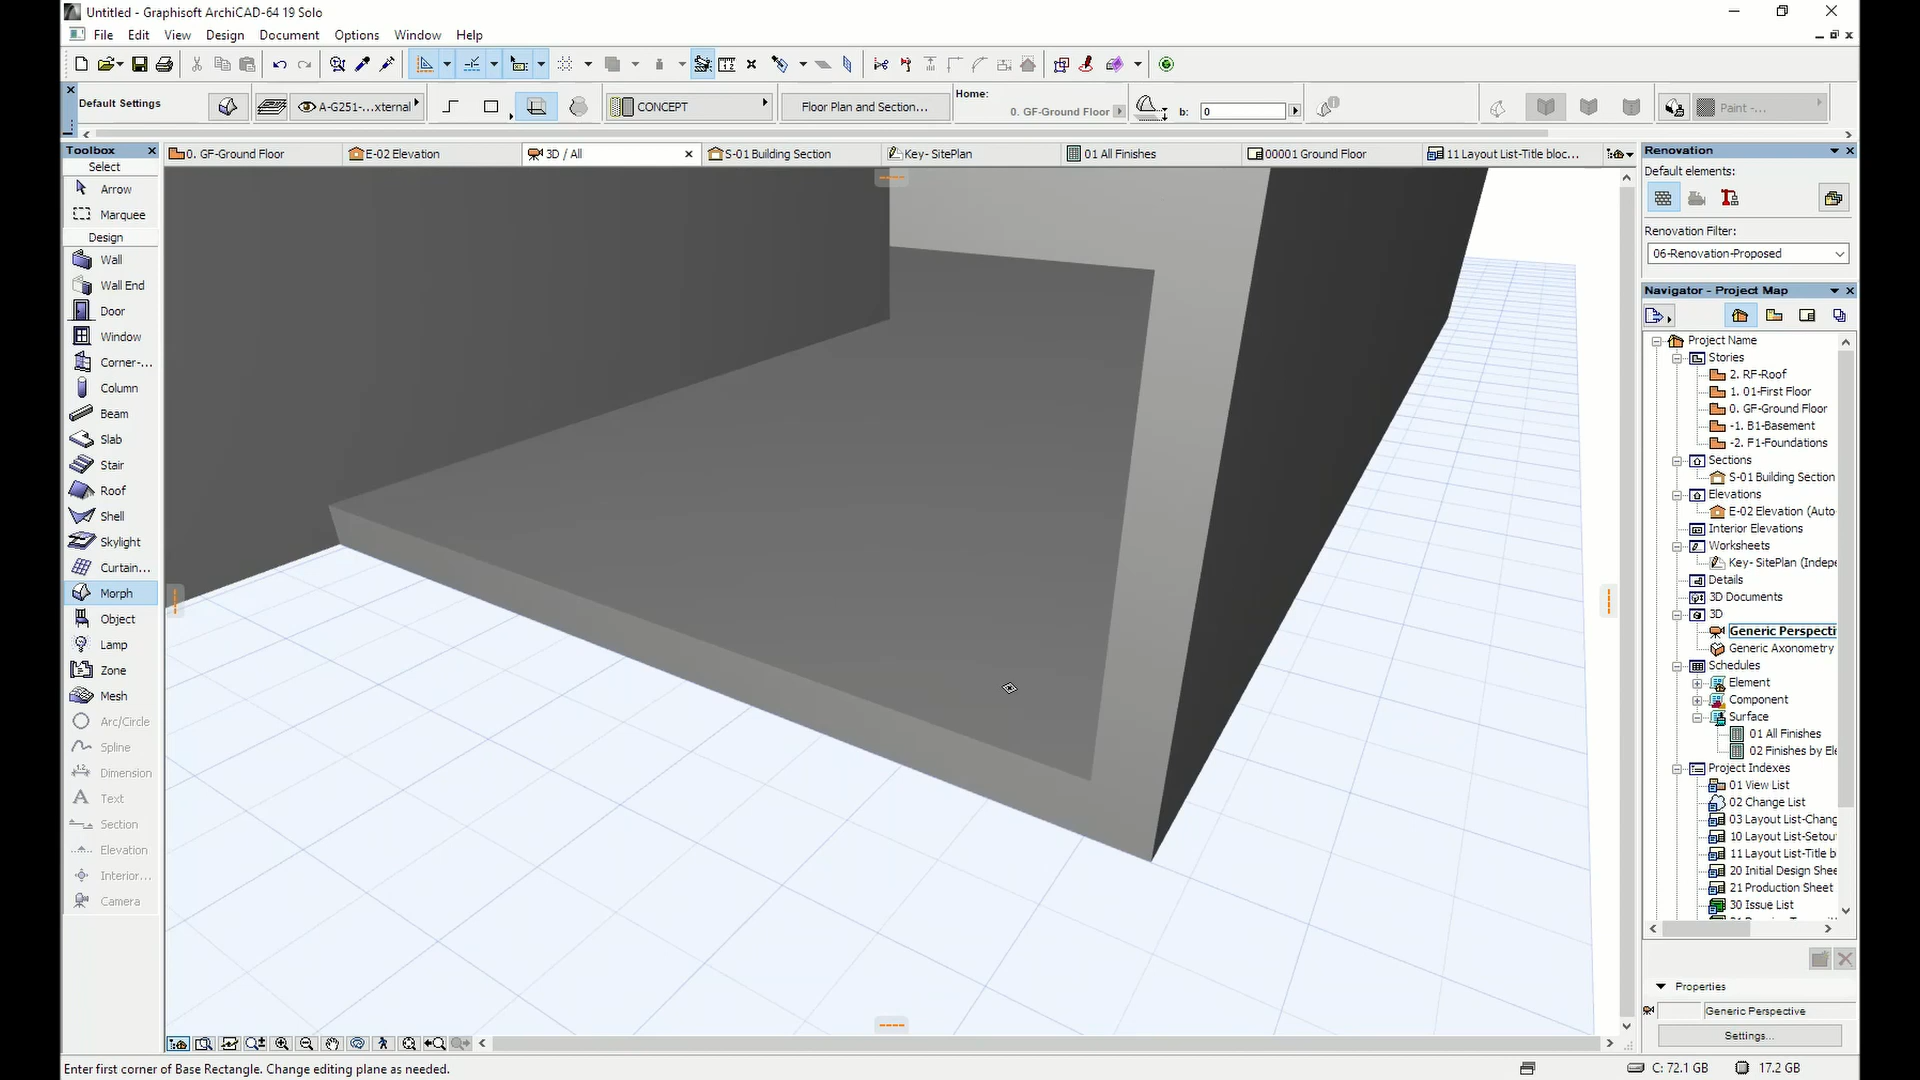 Untitled - Graphisoft ArchiCAD-64 19 Solo
File Edit View Design Document Options Window Help
Default Settings
A-G251-...xternal
CONCEPT
Floor Plan and Section...
Home:
0. GF-Ground Floor
b:
0
Paint -...
Toolbox
Select
Arrow
Marquee
Design
Wall
Wall End
Door
Window
Corner-...
Column
Beam
Slab
Stair
Roof
Shell
Skylight
Curtain...
Morph
Object
Lamp
Zone
Mesh
Arc/Circle
Spline
Dimension
Text
Section
Elevation
Interior...
Camera
0. GF-Ground Floor
E-02 Elevation
3D / All
S-01 Building Section
Key- SitePlan
01 All Finishes
00001 Ground Floor
11 Layout List-Title bloc...
Renovation
Default elements:
Renovation Filter:
06-Renovation-Proposed
Navigator - Project Map
Project Name
Stories
2. RF-Roof
1. 01-First Floor
0. GF-Ground Floor
-1. B1-Basement
-2. F1-Foundations
Sections
S-01 Building Section
Elevations
E-02 Elevation (Auto
Interior Elevations
Worksheets
Key- SitePlan (Indepe
Details
3D Documents
3D
Generic Perspecti
Generic Axonometry
Schedules
Element
Component
Surface
01 All Finishes
02 Finishes by Ele
Project Indexes
01 View List
02 Change List
03 Layout List-Chang
10 Layout List-Setou
11 Layout List-Title b
20 Initial Design Shee
21 Production Sheet
30 Issue List
Properties
Generic Perspective
Settings...
Enter first corner of Base Rectangle. Change editing plane as needed.
C: 72.1 GB
17.2 GB